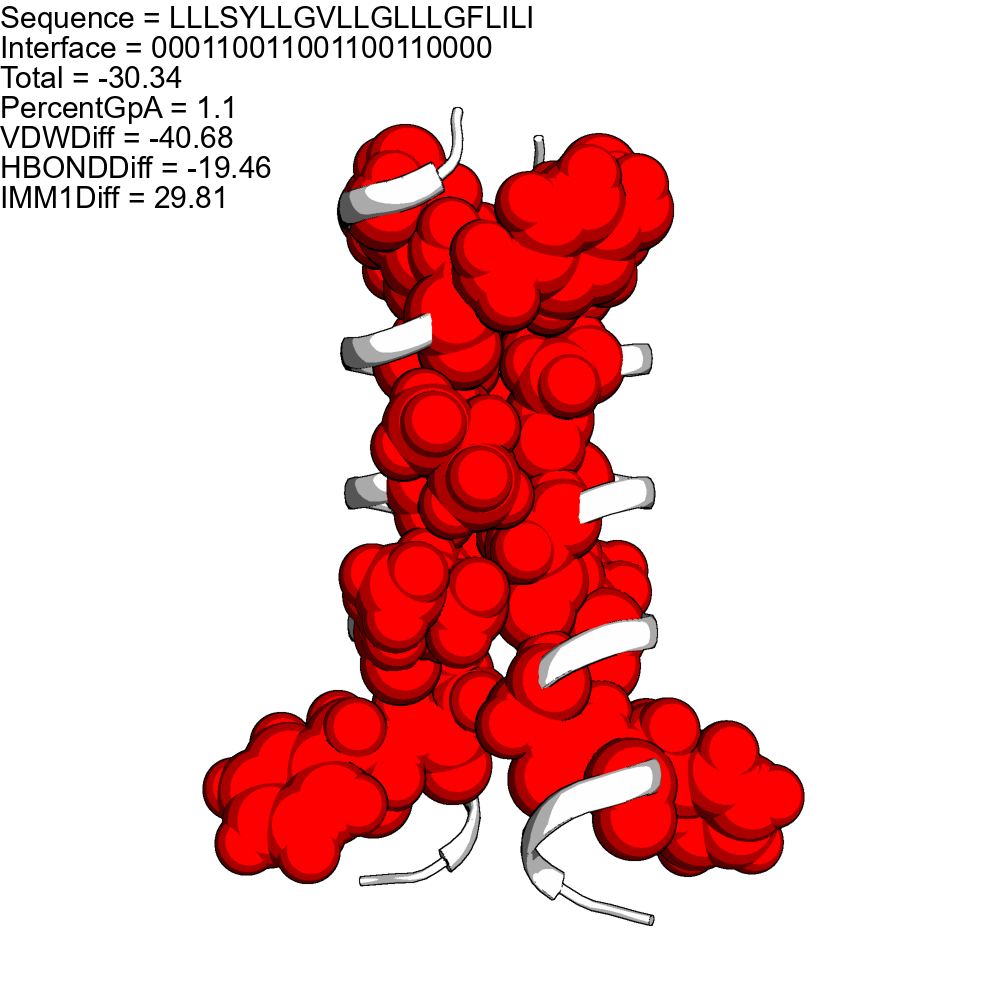 Sequence = LLLSYLLGVLLGLLLGFLILI
Interface = 000110011001100110000
Total = -30.34
PercentGpA = 1.1
VDWDiff = -40.68
HBONDDiff = -19.46
IMM1Diff = 29.81